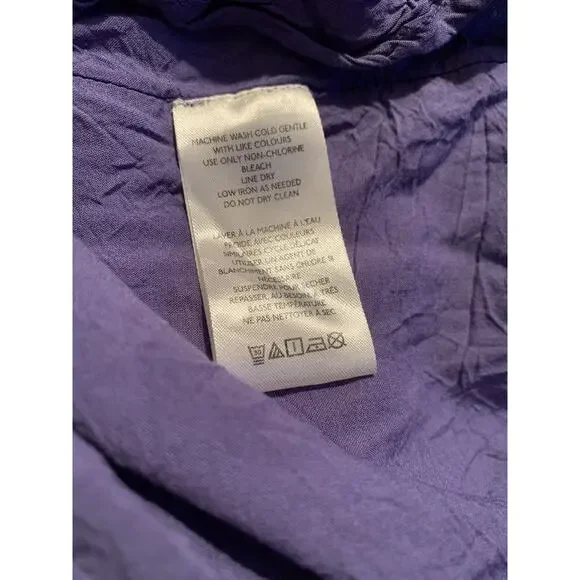 MACHINE WASH COLD GENTLE
WITH LIKE COLOURS
USE ONLY NON-CHLORINE
BLEACH
LINE DRY
LOW IRON AS NEEDED
DO NOT DRY CLEAN
LAVER À LA MACHINE À L'EAU
FROIDE AVEC COULEURS
SIMILAIRES CYCLE DÉLICAT
UTILISER UN AGENT DE
BLANCHIMENT SANS CHLORE SI
NÉCESSAIRE
SUSPENDRE POUR SÉCHER
REPASSER, AU BESOIN, À TRÈS
BASSE TEMPÉRATURE
NE PAS NETTOYER À SEC
30